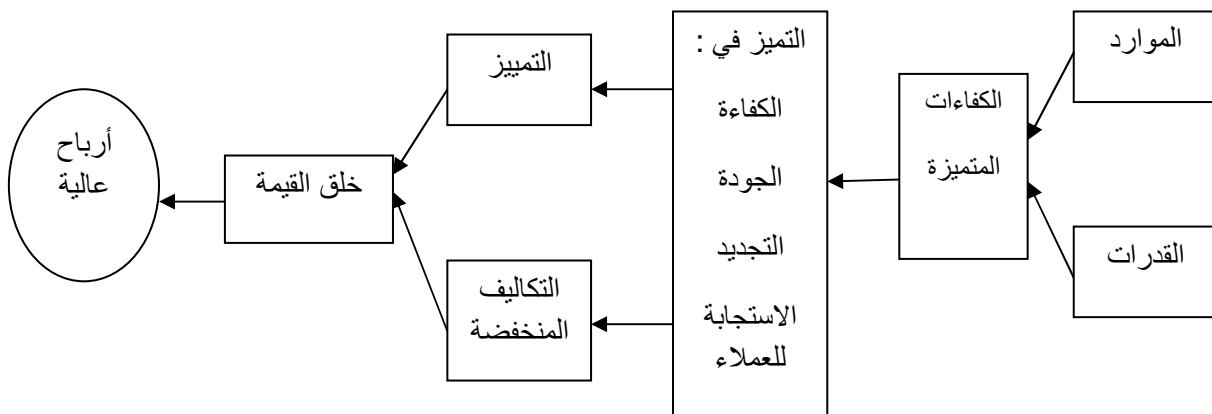 الموارد
القدرات
الكفاءات
المتميزة
التميز في :
الكفاءة
الجودة
التجديد
الاستجابة
للعملاء
التمييز
التكاليف
المنخفضة
خلق القيمة
أرباح
عالية